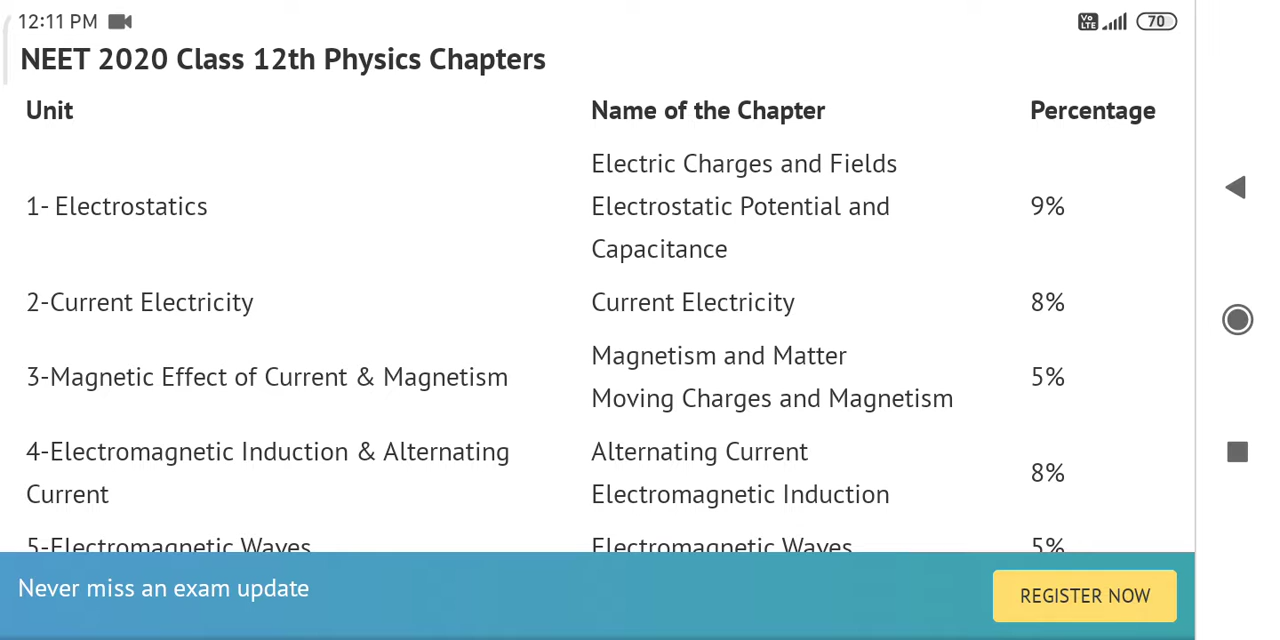 12:11 PM
Vo LTE 70
NEET 2020 Class 12th Physics Chapters
Unit Name of the Chapter Percentage
Electric Charges and Fields
1- Electrostatics Electrostatic Potential and 9%
Capacitance
2-Current Electricity Current Electricity 8%
Magnetism and Matter
3-Magnetic Effect of Current & Magnetism 5%
Moving Charges and Magnetism
4-Electromagnetic Induction & Alternating Alternating Current
8%
Current Electromagnetic Induction
5-Electromagnetic Waves Electromagnetic Waves 5%
Never miss an exam update
REGISTER NOW